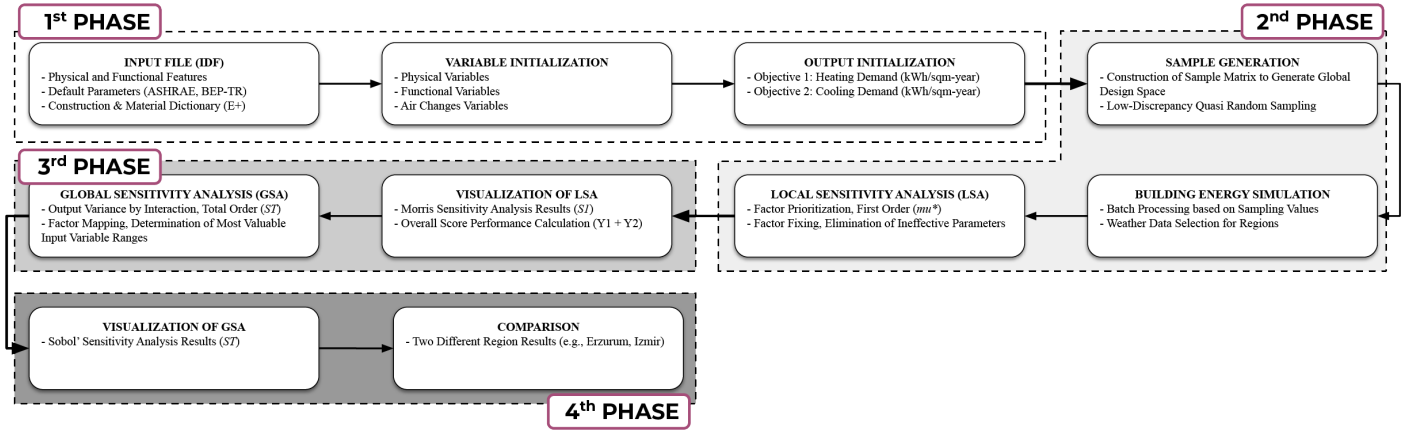 1st PHASE
INPUT FILE (IDF)
- Physical and Functional Features
- Default Parameters (ASHRAE, BEP-TR)
- Construction & Material Dictionary (E+)
VARIABLE INITIALIZATION
- Physical Variables
- Functional Variables
- Air Changes Variables
OUTPUT INITIALIZATION
- Objective 1: Heating Demand (kWh/sqm-year)
- Objective 2: Cooling Demand (kWh/sqm-year)
2nd PHASE
SAMPLE GENERATION
- Construction of Sample Matrix to Generate Global
Design Space
- Low-Discrepancy Quasi Random Sampling
BUILDING ENERGY SIMULATION
- Batch Processing based on Sampling Values
- Weather Data Selection for Regions
LOCAL SENSITIVITY ANALYSIS (LSA)
- Factor Prioritization, First Order (mu*)
- Factor Fixing, Elimination of Ineffective Parameters
3rd PHASE
VISUALIZATION OF LSA
- Morris Sensitivity Analysis Results (S1)
- Overall Score Performance Calculation (Y1 + Y2)
GLOBAL SENSITIVITY ANALYSIS (GSA)
- Output Variance by Interaction, Total Order (ST)
- Factor Mapping, Determination of Most Valuable
Input Variable Ranges
VISUALIZATION OF GSA
- Sobol’ Sensitivity Analysis Results (ST)
COMPARISON
- Two Different Region Results (e.g., Erzurum, Izmir)
4th PHASE